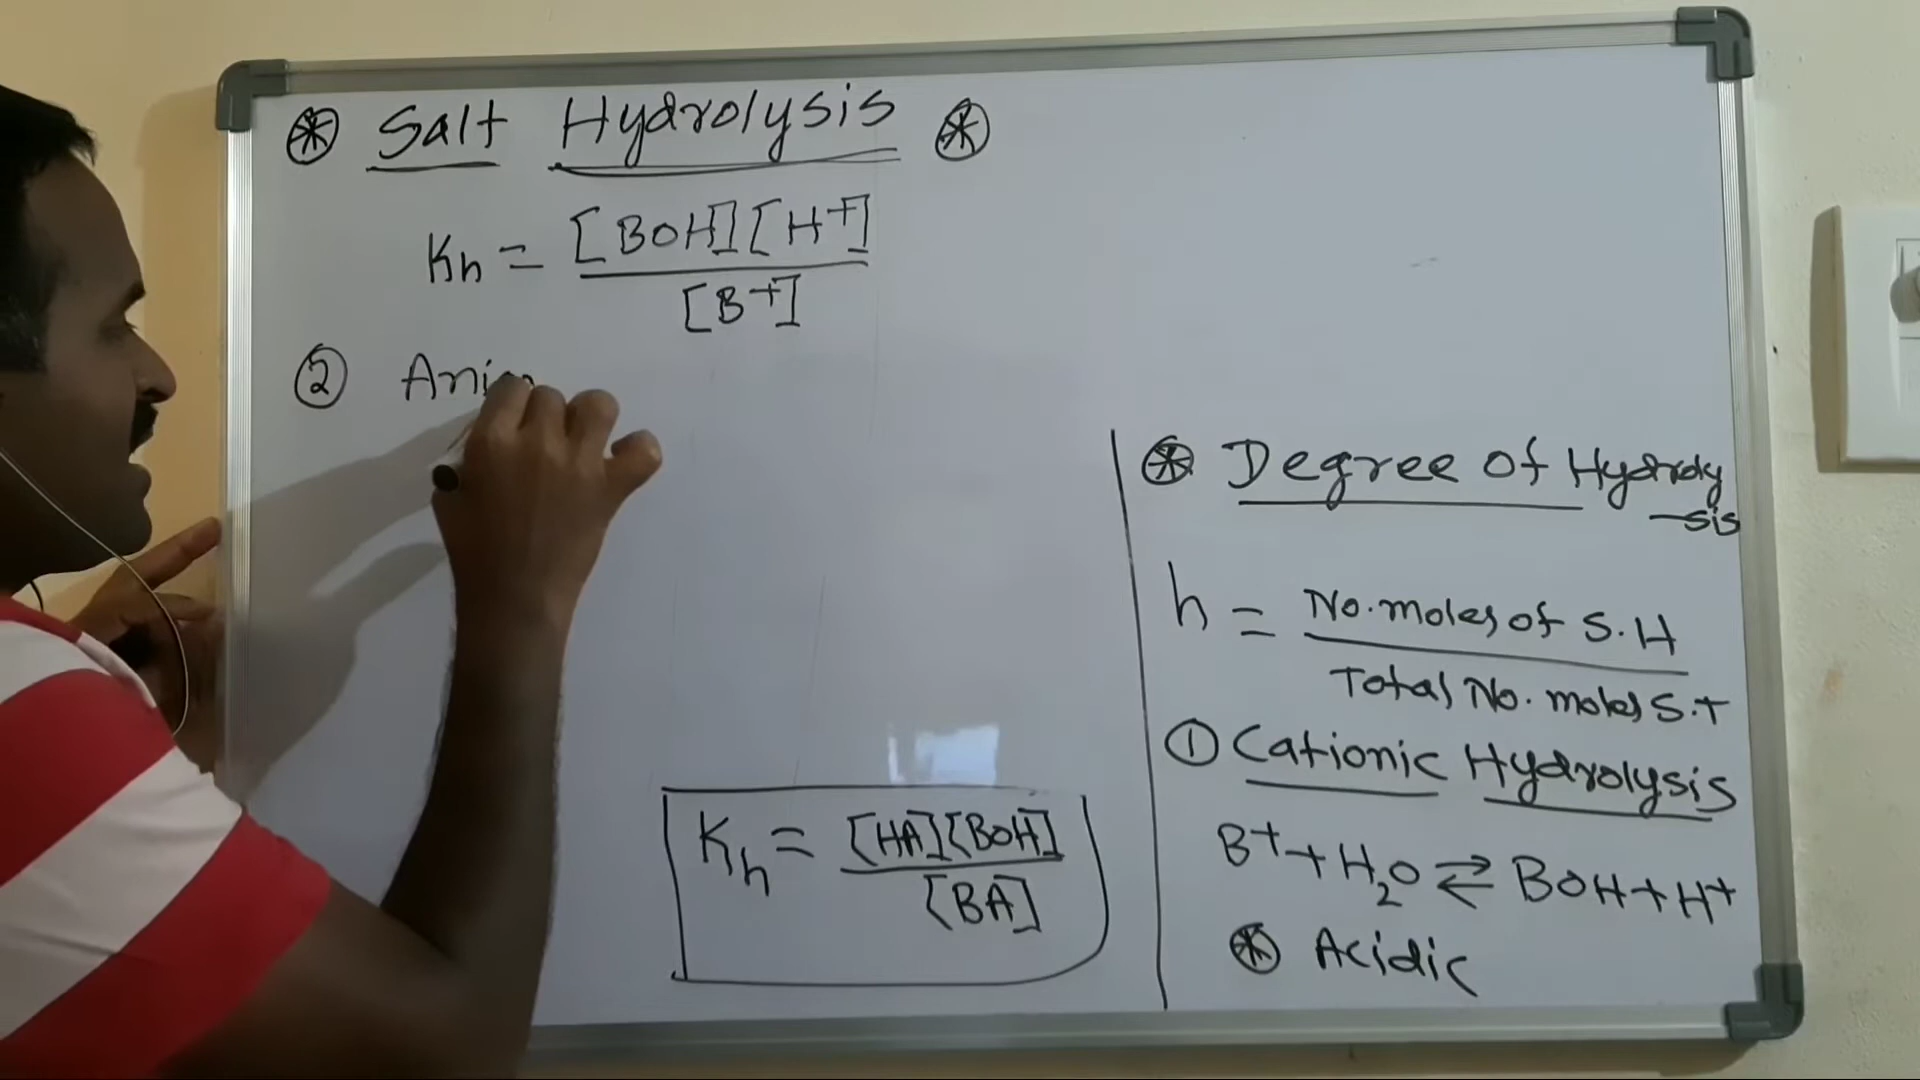 Salt Hydrolysis
Kh = [BOH][H+]
[B+]
② Anion
Kh = [HA][BOH]
[BA]
Degree of Hydroly
-sis
h = No. moles of S.H
Total No. moles S.T
① Cationic Hydrolysis
B+ + H2O ⇌ BOH + H+
Acidic